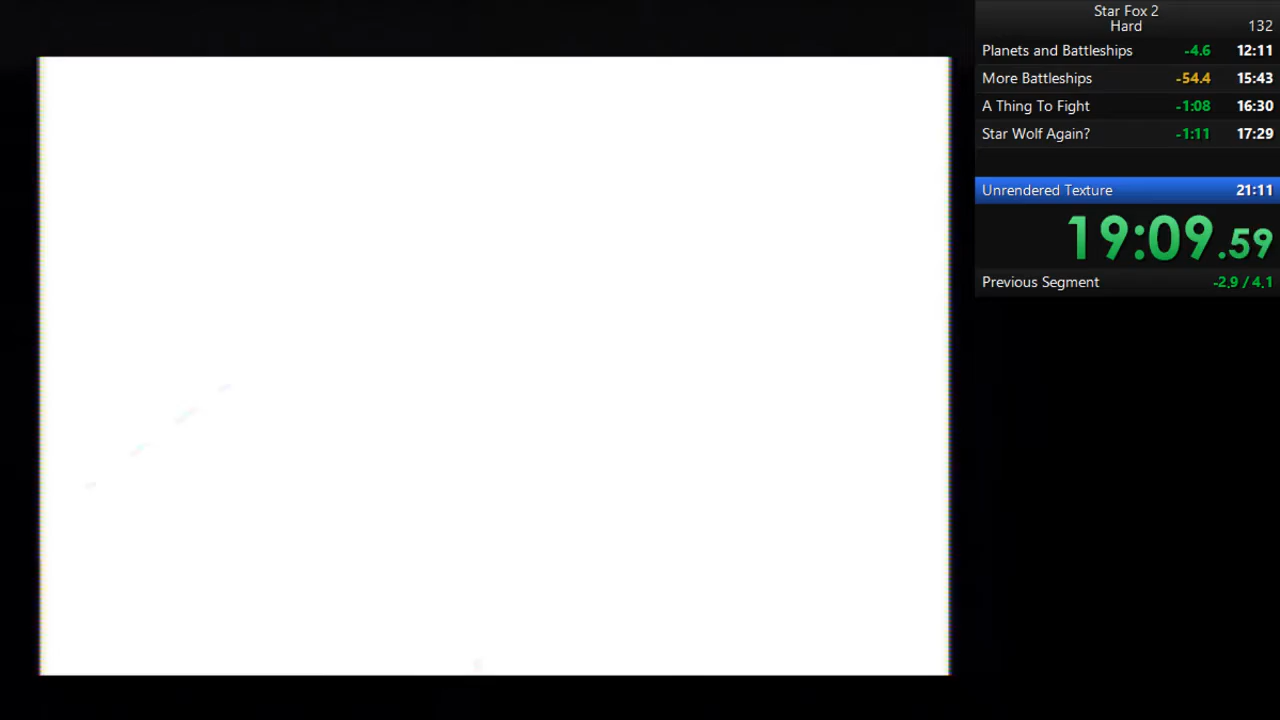 Star Fox 2
Hard 132
Planets and Battleships -4.6 12:11
More Battleships -54.4 15:43
A Thing To Fight -1:08 16:30
Star Wolf Again? -1:11 17:29
Unrendered Texture 21:11
19:09.59
Previous Segment -2.9 / 4.1